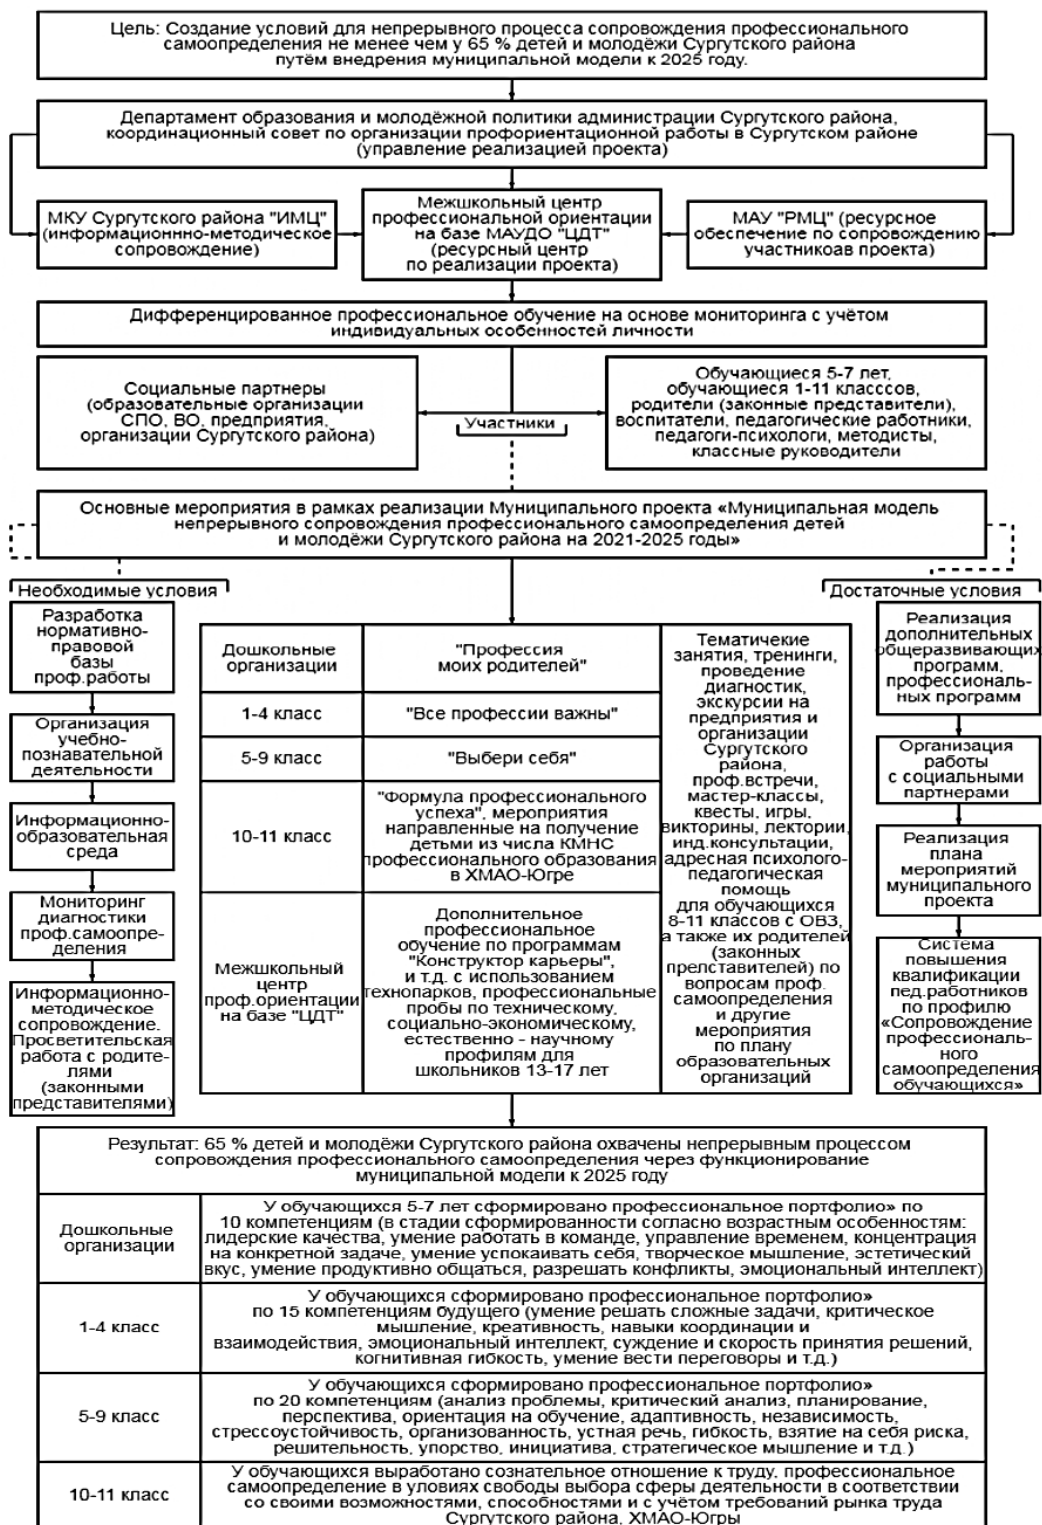 Цель: Создание условий для непрерывного процесса сопровождения профессионального
самоопределения не менее чем у 65 % детей и молодёжи Сургутского района
путём внедрения муниципальной модели к 2025 году.
Департамент образования и молодёжной политики администрации Сургутского района,
координационный совет по организации профориентационной работы в Сургутском районе
(управление реализацией проекта)
МКУ Сургутского района "ИМЦ"
(информационнно-методическое
сопровождение)
Межшкольный центр
профессиональной ориентации
на базе МАУДО "ЦДТ"
(ресурсный центр
по реализации проекта)
МАУ "РМЦ" (ресурсное
обеспечение по сопровождению
участникоав проекта)
Дифференцированное профессиональное обучение на основе мониторинга с учётом
индивидуальных особенностей личности
Социальные партнеры
(образовательные организации
СПО, ВО, предприятия,
организации Сургутского района)
Участники
Обучающиеся 5-7 лет,
обучающиеся 1-11 класссов,
родители (законные представители),
воспитатели, педагогические работники,
педагоги-психологи, методисты,
классные руководители
Основные мероприятия в рамках реализации Муниципального проекта «Муниципальная модель
непрерывного сопровождения профессионального самоопределения детей
и молодёжи Сургутского района на 2021-2025 годы»
Необходимые условия
Разработка
нормативно-
правовой
базы
проф.работы
Организация
учебно-
познавательной
деятельности
Информационно-
образовательная
среда
Мониторинг
диагностики
проф.самоопре-
деления
Информационно-
методическое
сопровождение.
Просветительская
работа с родите-
лями
(законными
представителями)
Дошкольные
организации
"Профессия
моих родителей"
1-4 класс
"Все профессии важны"
5-9 класс
"Выбери себя"
10-11 класс
"Формула профессионального
успеха", мероприятия
направленные на получение
детьми из числа КМНС
профессионального образования
в ХМАО-Югре
Межшкольный
центр
проф.ориентации
на базе "ЦДТ"
Дополнительное
профессиональное
обучение по программам
"Конструктор карьеры",
и т.д. с использованием
технопарков, профессиональные
пробы по техническому,
социально-экономическому,
естественно - научному
профилям для
школьников 13-17 лет
Тематичекие
занятия, тренинги,
проведение
диагностик,
экскурсии на
предприятия и
организации
Сургутского
района,
проф.встречи,
мастер-классы,
квесты, игры,
викторины, лектории,
инд.консультации,
адресная психолого-
педагогическая
помощь
для обучающихся
8-11 классов с ОВЗ,
а также их родителей
(законных
прелставителей) по
вопросам проф.
самоопределения
и другие
мероприятия
по плану
образовательных
организаций
Достаточные условия
Реализация
дополнительных
общеразвивающих
программ,
профессиональ-
ных программ
Организация
работы
с социальными
партнерами
Реализация
плана
мероприятий
муниципального
проекта
Система
повышения
квалификации
пед.работников
по профилю
«Сопровождение
профессиональ-
ного
самоопределения
обучающихся»
Результат: 65 % детей и молодёжи Сургутского района охвачены непрерывным процессом
сопровождения профессионального самоопределения через функционирование
муниципальной модели к 2025 году
Дошкольные
организации
У обучающихся 5-7 лет сформировано профессиональное портфолио» по
10 компетенциям (в стадии сформированности согласно возрастным особенностям:
лидерские качества, умение работать в команде, управление временем, концентрация
на конкретной задаче, умение успокаивать себя, творческое мышление, эстетический
вкус, умение продуктивно общаться, разрешать конфликты, эмоциональный интеллект)
1-4 класс
У обучающихся сформировано профессиональное портфолио»
по 15 компетенциям будущего (умение решать сложные задачи, критическое
мышление, креативность, навыки координации и
взаимодействия, эмоциональный интеллект, суждение и скорость принятия решений,
когнитивная гибкость, умение вести переговоры и т.д.)
5-9 класс
У обучающихся сформировано профессиональное портфолио»
по 20 компетенциям (анализ проблемы, критический анализ, планирование,
перспектива, ориентация на обучение, адаптивность, независимость,
стрессоустойчивость, организованность, устная речь, гибкость, взятие на себя риска,
решительность, упорство, инициатива, стратегическое мышление и т.д.)
10-11 класс
У обучающихся выработано сознательное отношение к труду, профессиональное
самоопределение в уловиях свободы выбора сферы деятельности в соответствии
со своими возможностями, способностями и с учётом требований рынка труда
Сургутского района, ХМАО-Югры